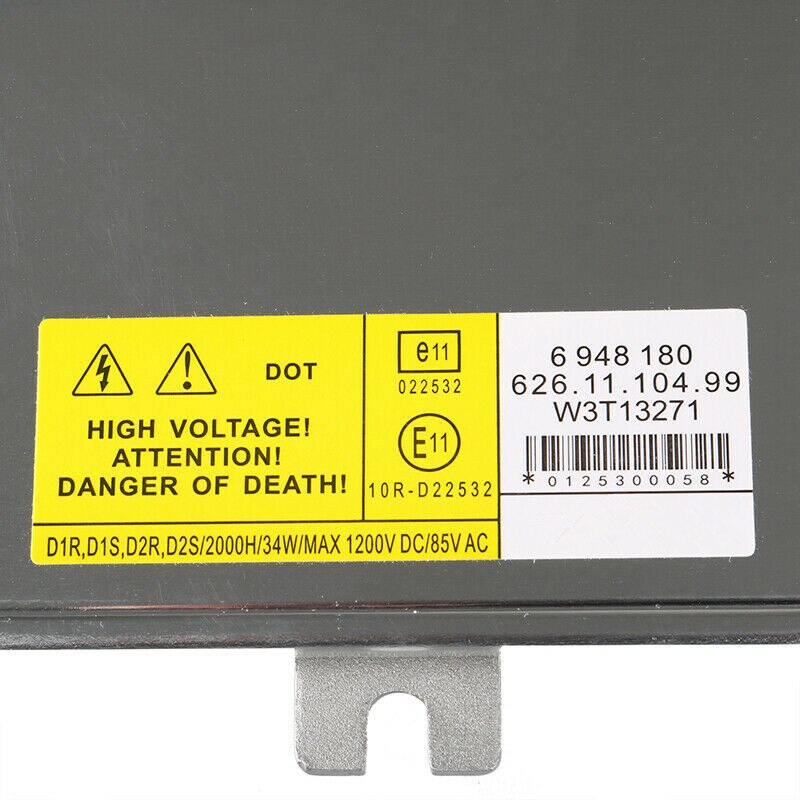 DOT
HIGH VOLTAGE!
ATTENTION!
DANGER OF DEATH!
e11
022532
E11
10R-D22532
D1R,D1S,D2R,D2S/2000H/34W/MAX 1200V DC/85V AC
6 948 180
626.11.104.99
W3T13271
*0125300058*